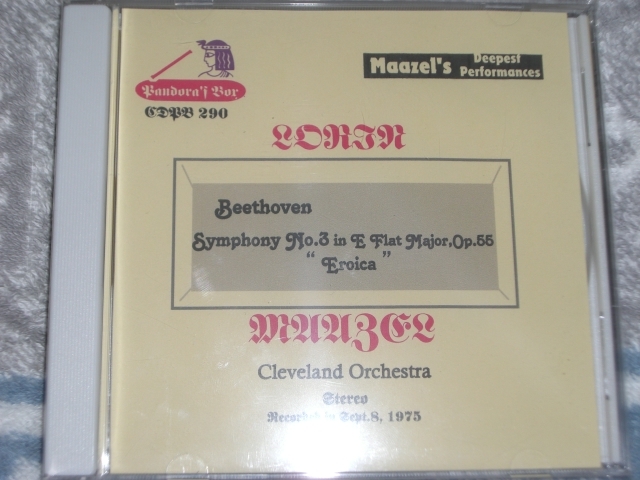 Pandora's Box
CDPB 290
Maazel's Deepest Performances
LORIN
Beethoven
Symphony No.3 in E Flat Major,Op.55
“ Eroica ”
MAAZEL
Cleveland Orchestra
Stereo
Recorded in Sept.8, 1975